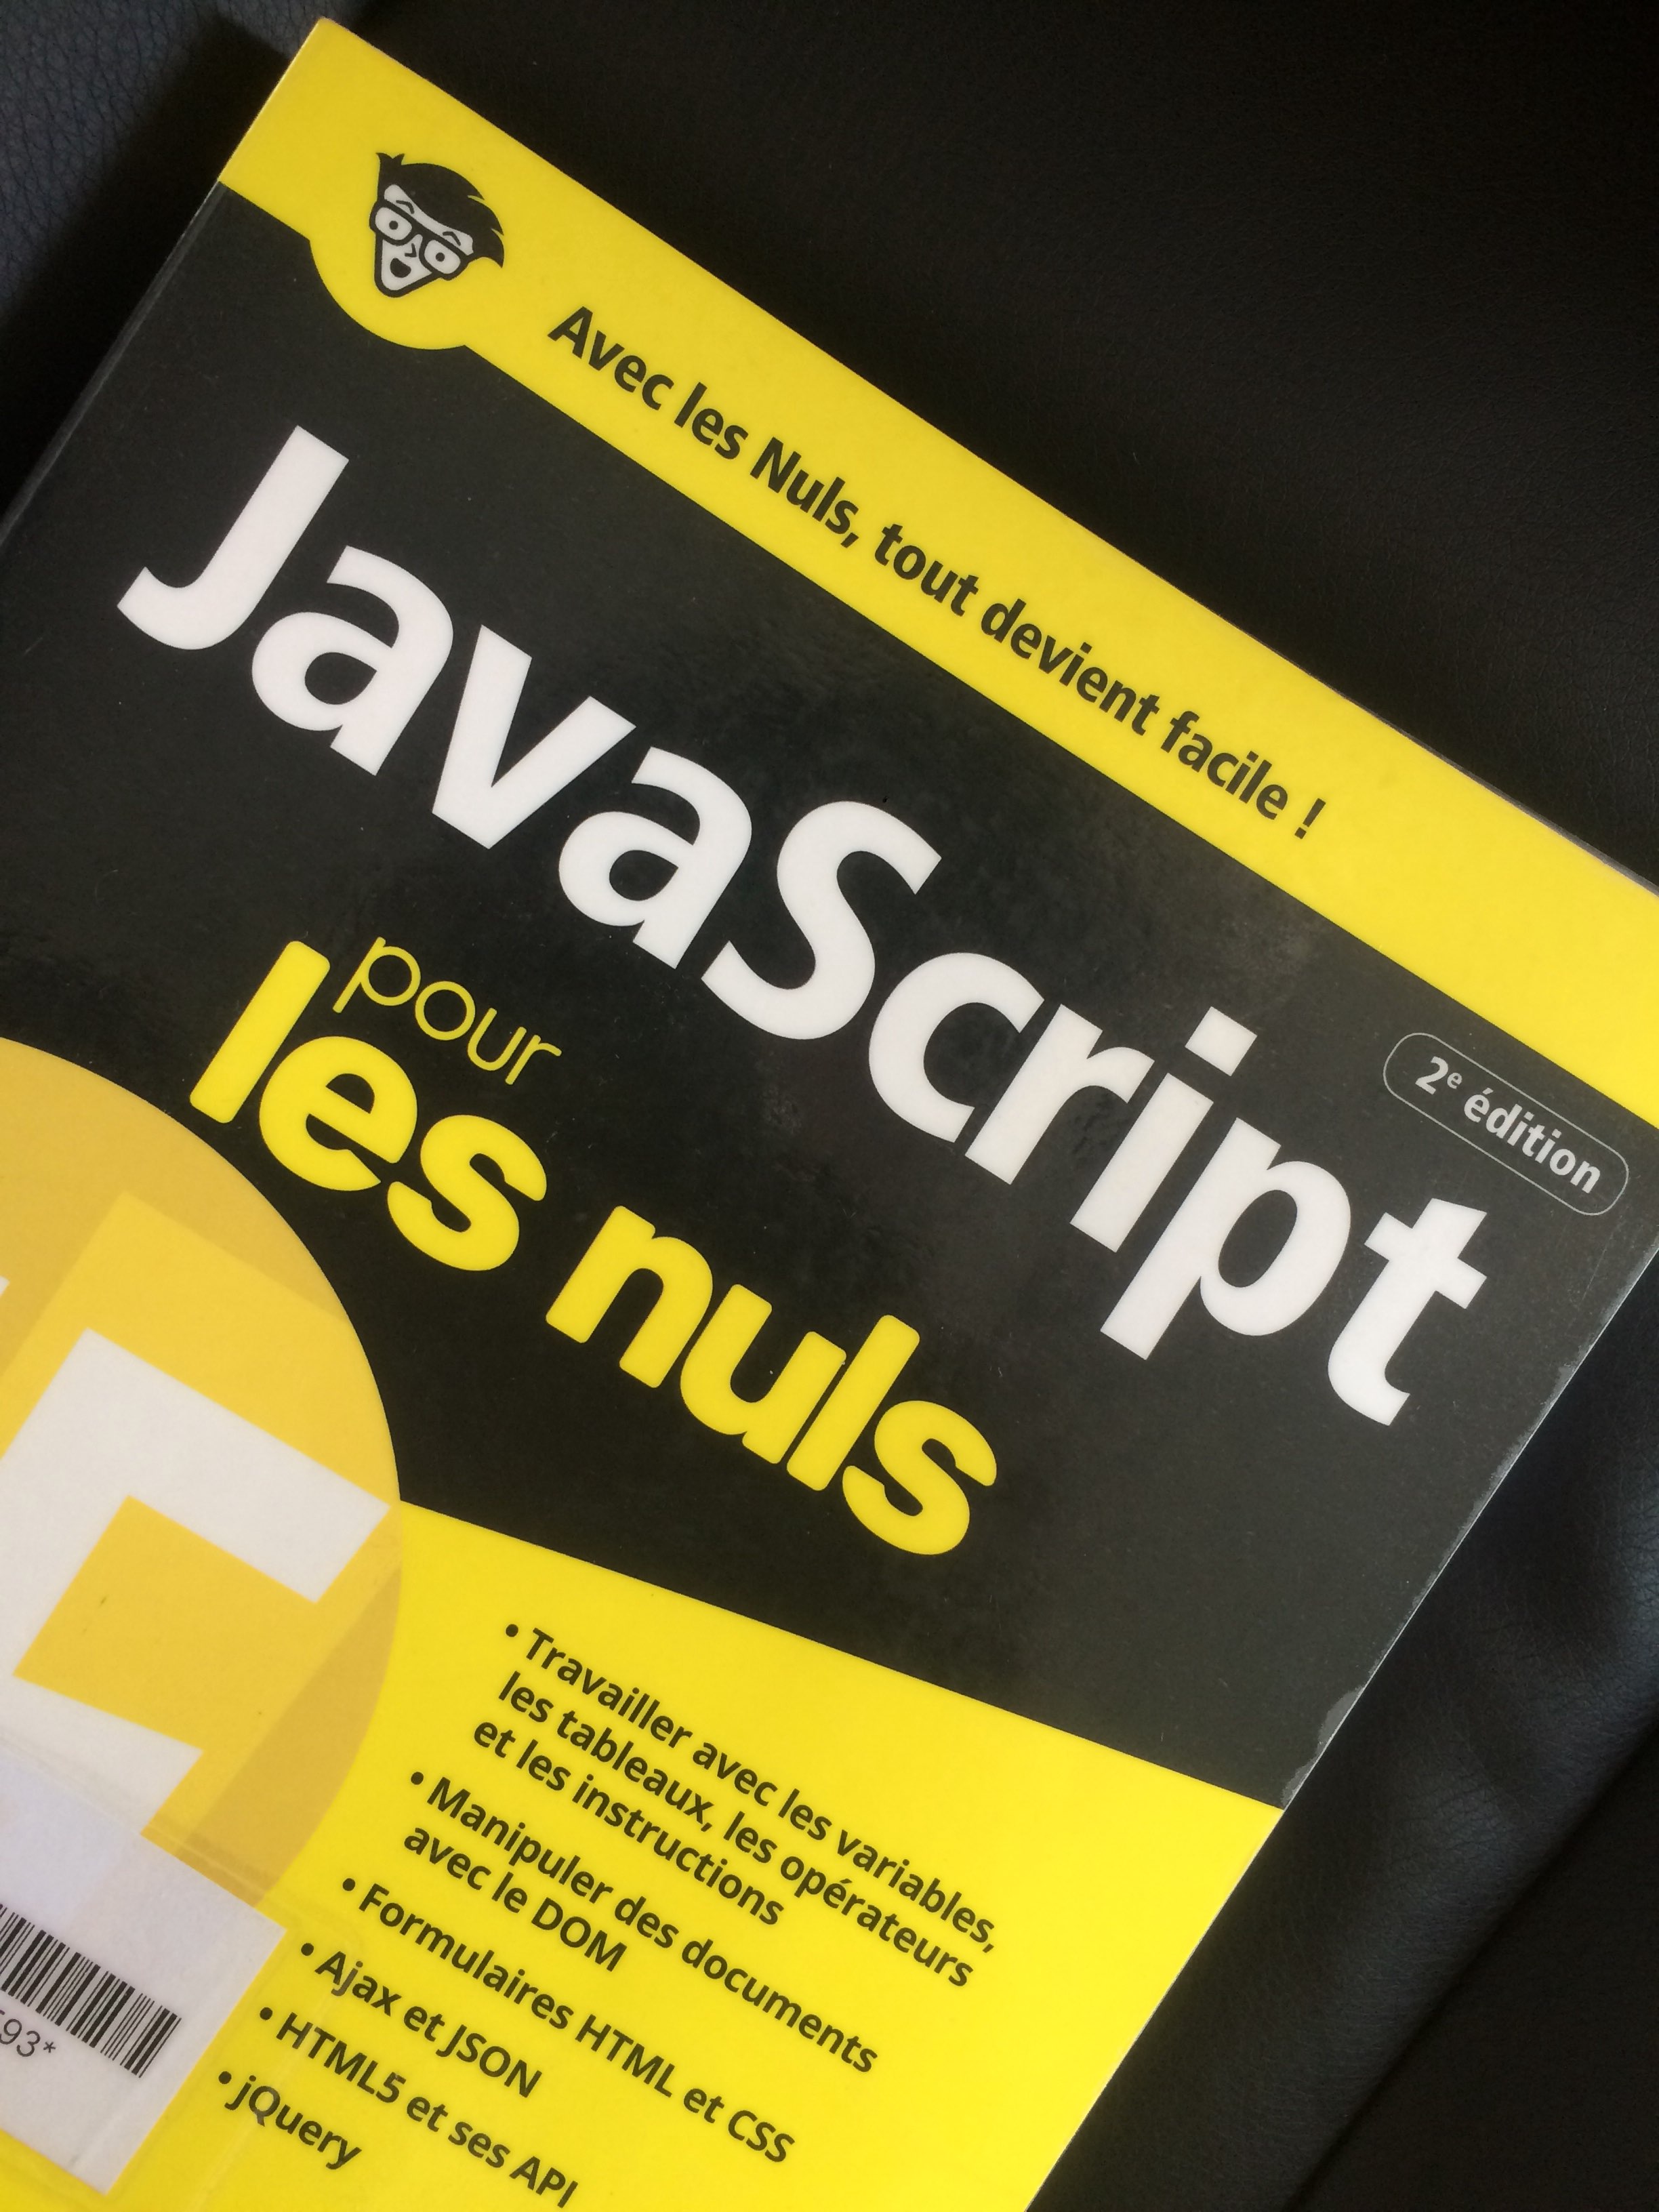 Avec les Nuls, tout devient facile !
JavaScript
2e édition
pour
les nuls
• Travailler avec les variables,
les tableaux, les opérateurs
et les instructions
• Manipuler des documents
avec le DOM
• Formulaires HTML et CSS
• Ajax et JSON
• HTML5 et ses API
• jQuery
593*